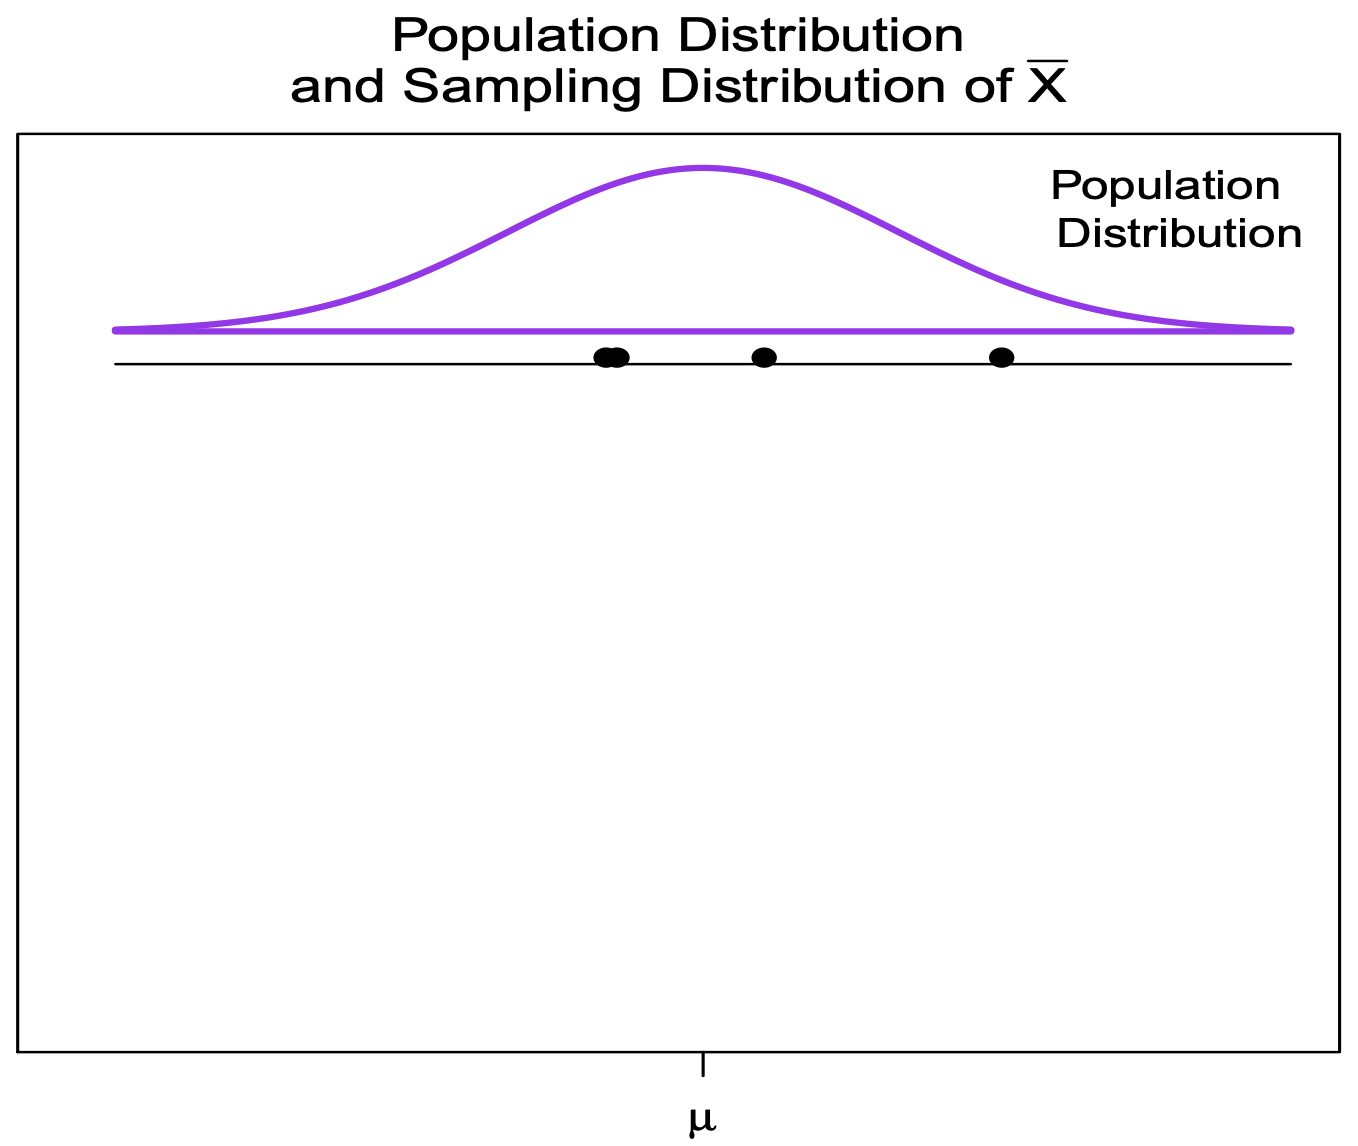 Population Distribution
and Sampling Distribution of X̅
Population
Distribution
μ